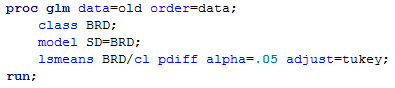 proc glm data=old order=data;
class BRD;
model SD=BRD;
lsmeans BRD/cl pdiff alpha=.05 adjust=tukey;
run;